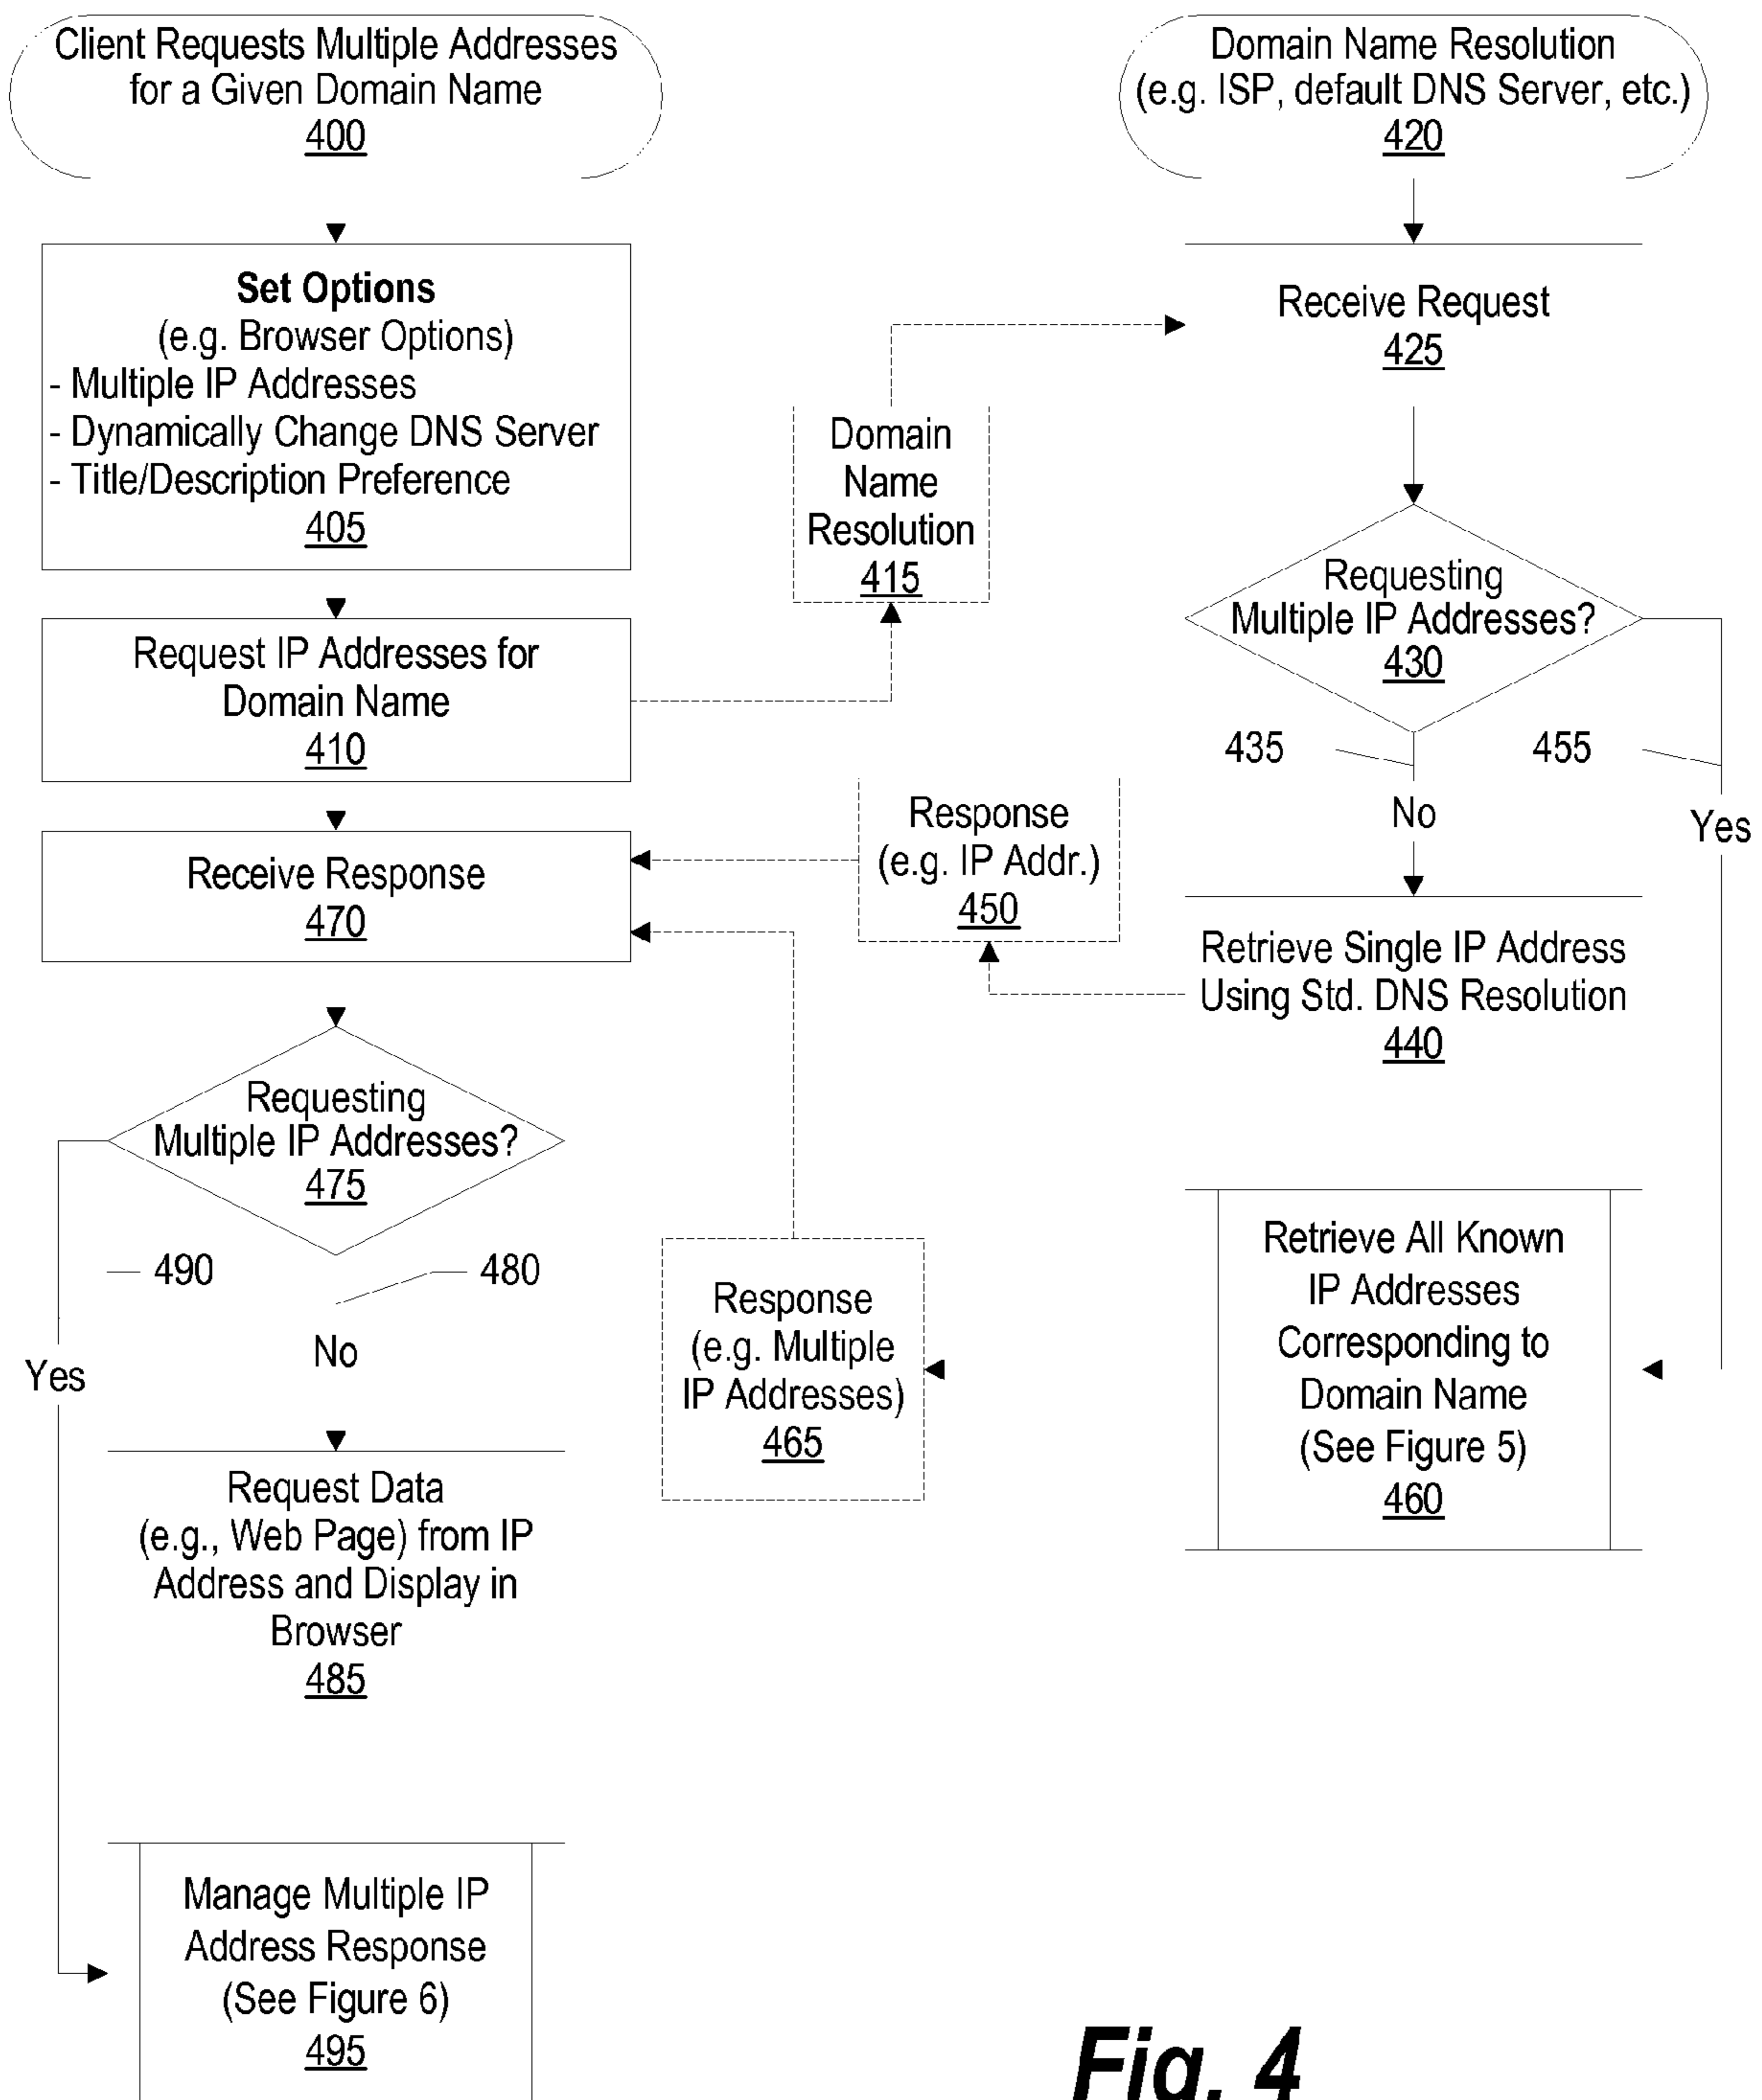 Client Requests Multiple Addresses
for a Given Domain Name
400
Set Options
(e.g. Browser Options)
- Multiple IP Addresses
- Dynamically Change DNS Server
- Title/Description Preference
405
Request IP Addresses for
Domain Name
410
Receive Response
470
Requesting
Multiple IP Addresses?
475
490
480
No
Yes
Request Data
(e.g., Web Page) from IP
Address and Display in
Browser
485
Manage Multiple IP
Address Response
(See Figure 6)
495
Domain
Name
Resolution
415
Response
(e.g. IP Addr.)
450
Response
(e.g. Multiple
IP Addresses)
465
Domain Name Resolution
(e.g. ISP, default DNS Server, etc.)
420
Receive Request
425
Requesting
Multiple IP Addresses?
430
435
455
No
Yes
Retrieve Single IP Address
Using Std. DNS Resolution
440
Retrieve All Known
IP Addresses
Corresponding to
Domain Name
(See Figure 5)
460
Fig. 4